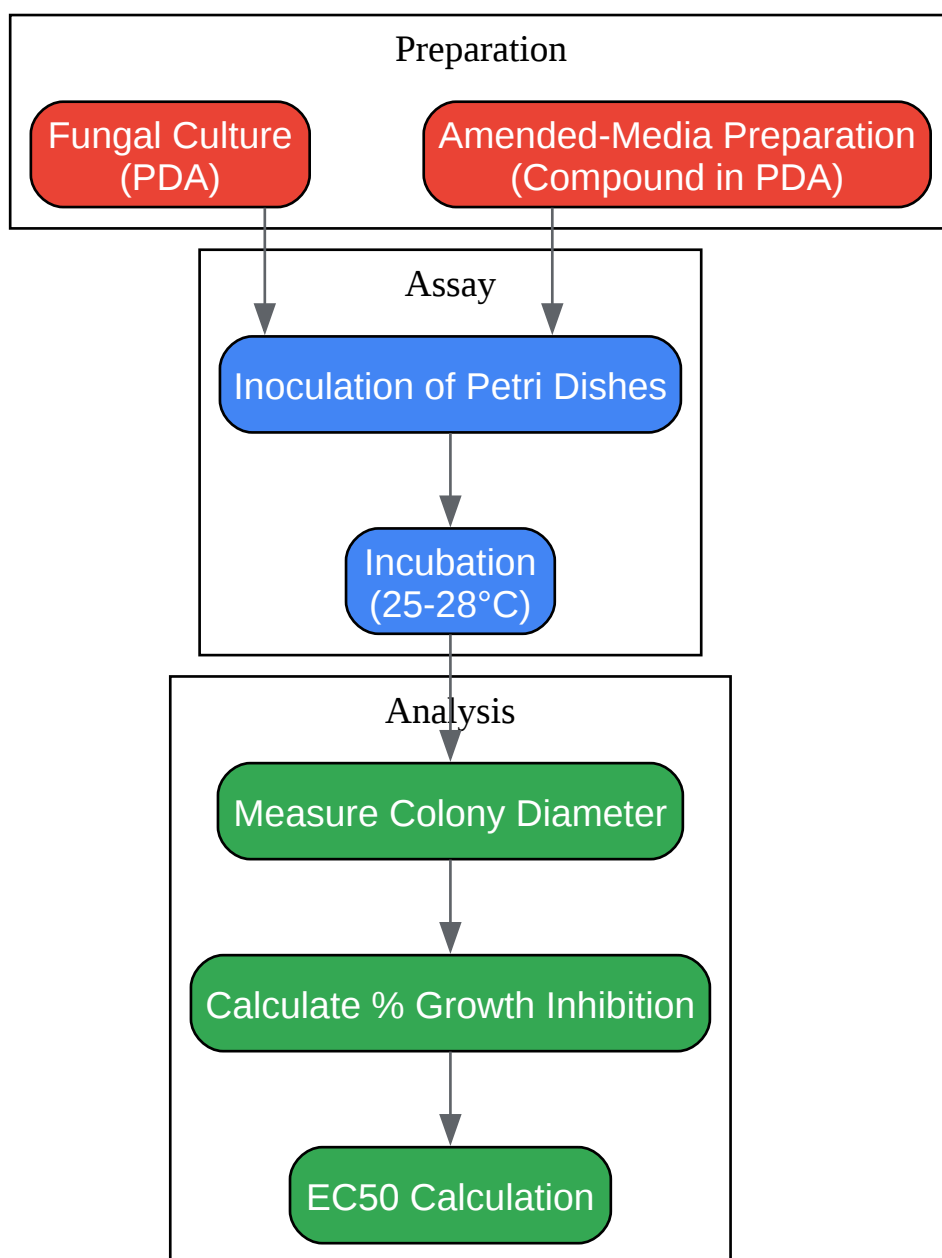 Preparation
Fungal Culture
(PDA)
Amended-Media Preparation
(Compound in PDA)
Assay
Inoculation of Petri Dishes
Incubation
(25-28°C)
Analysis
Measure Colony Diameter
Calculate % Growth Inhibition
EC50 Calculation